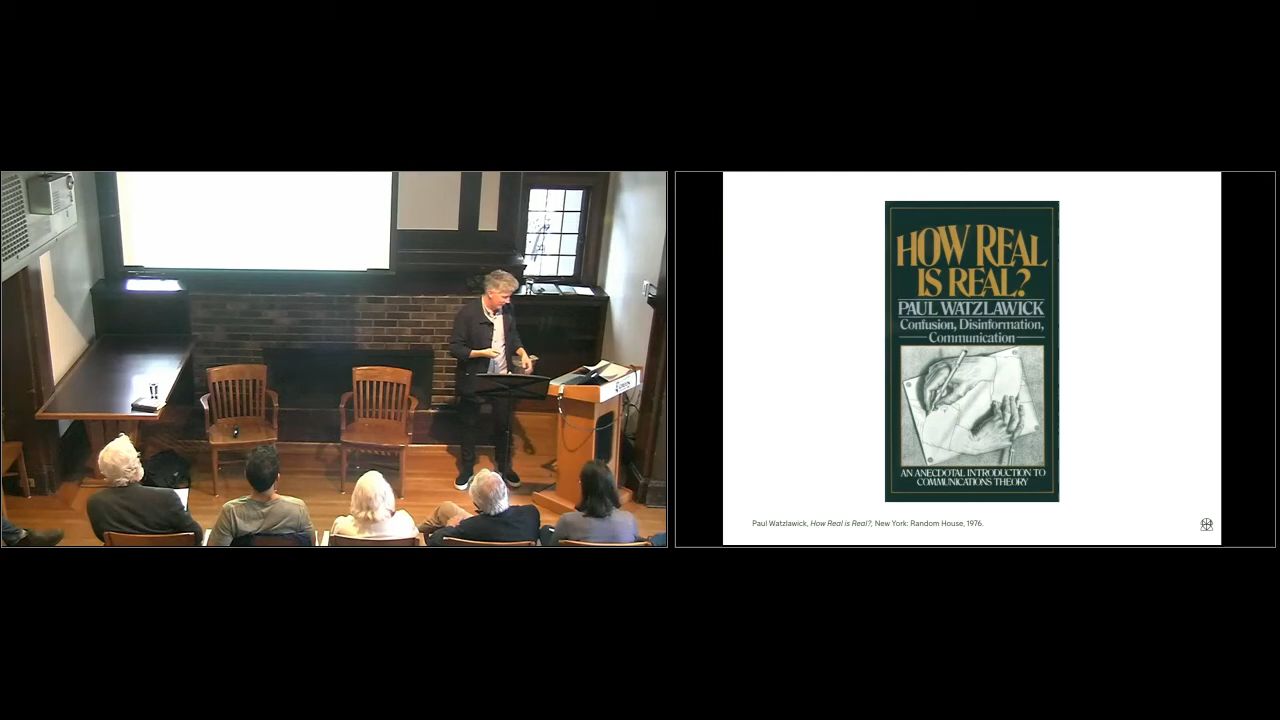 HOW REAL
IS REAL?
PAUL WATZLAWICK
Confusion, Disinformation,
Communication
AN ANECDOTAL INTRODUCTION TO
COMMUNICATIONS THEORY
Paul Watzlawick, How Real is Real?, New York: Random House, 1976.